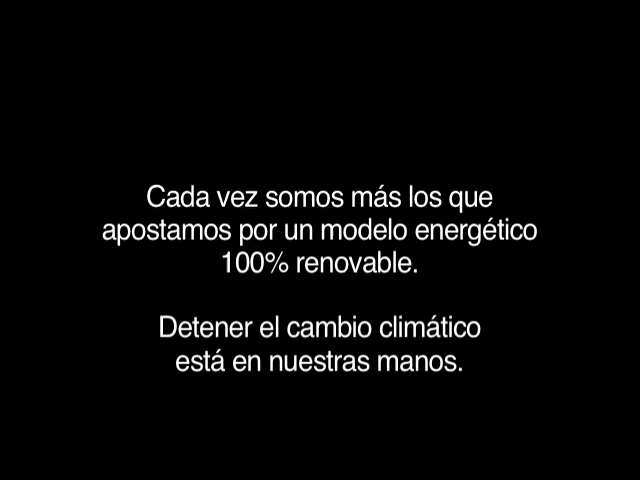 Cada vez somos más los que
apostamos por un modelo energético
100% renovable.
Detener el cambio climático
está en nuestras manos.